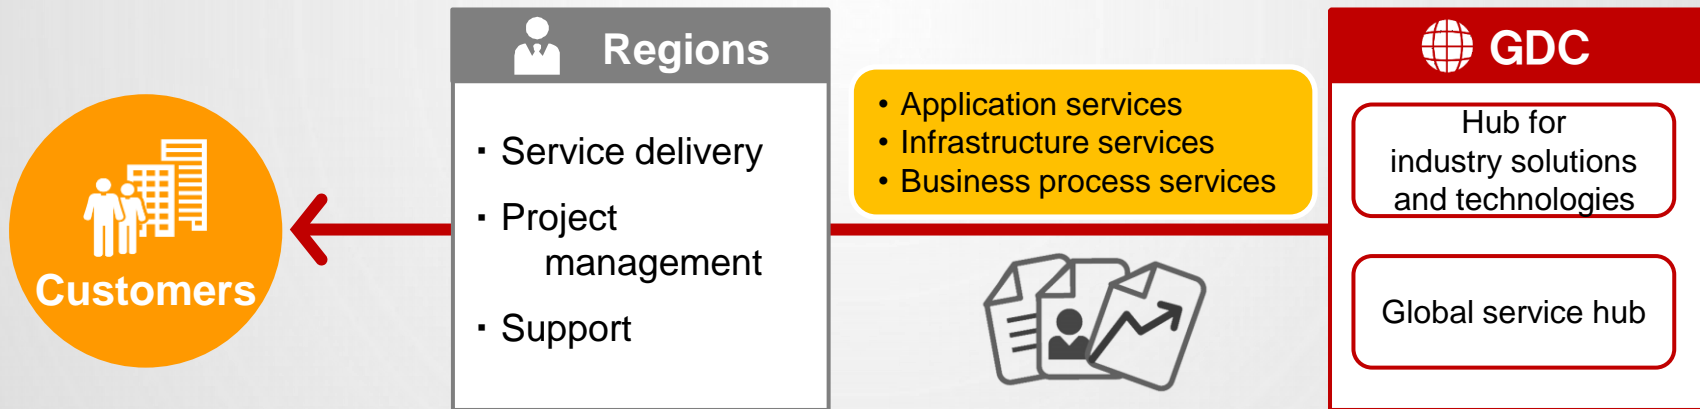 Customers
Regions
· Service delivery
· Project
management
· Support
• Application services
• Infrastructure services
• Business process services
GDC
Hub for
industry solutions
and technologies
Global service hub